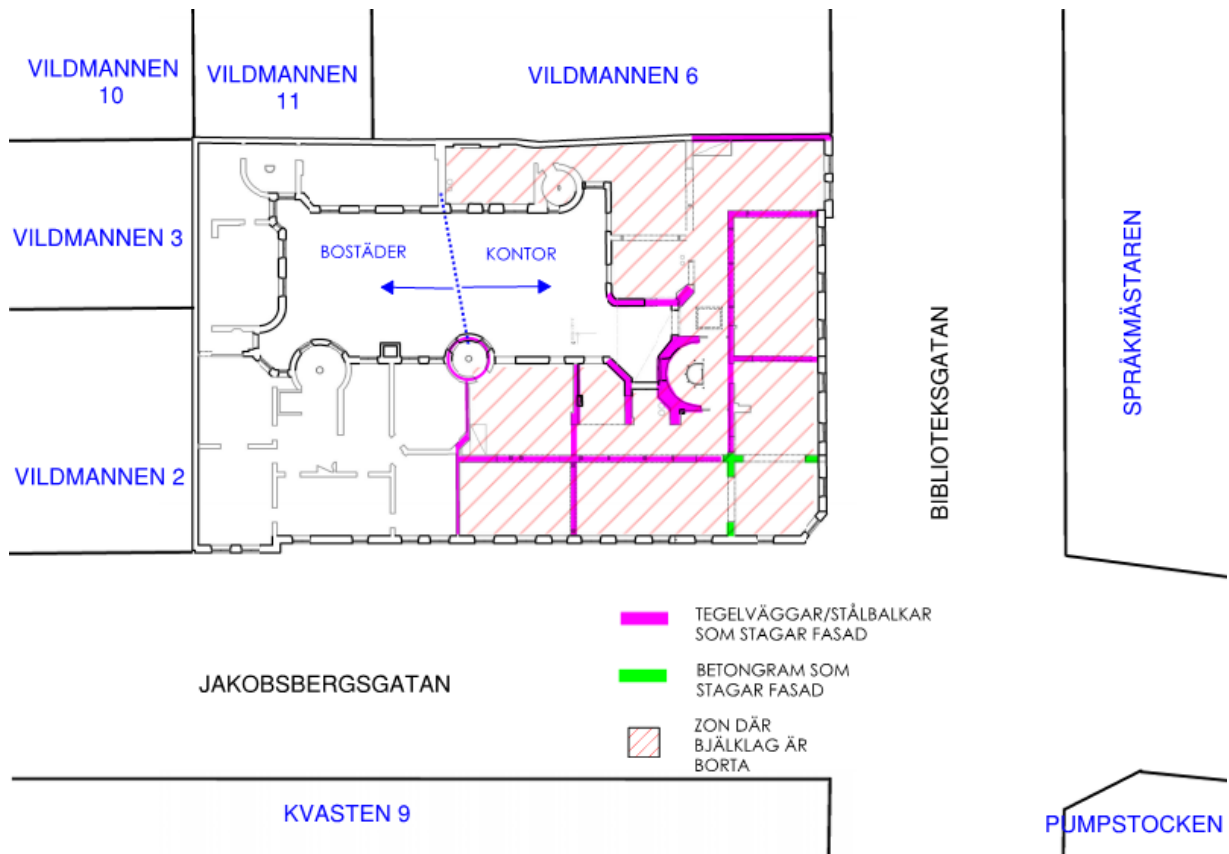 VILDMANNEN
10
VILDMANNEN
11
VILDMANNEN 6
VILDMANNEN 3
BOSTÄDER
KONTOR
SPRÅKMÄSTAREN
BIBLIOTEKSGATAN
VILDMANNEN 2
TEGELVÄGGAR/STÅLBALKAR
SOM STAGAR FASAD
BETONGRAM SOM
STAGAR FASAD
JAKOBSBERGSGATAN
ZON DÄR
BJÄLKLAG ÄR
BORTA
KVASTEN 9
PUMPSTOCKEN